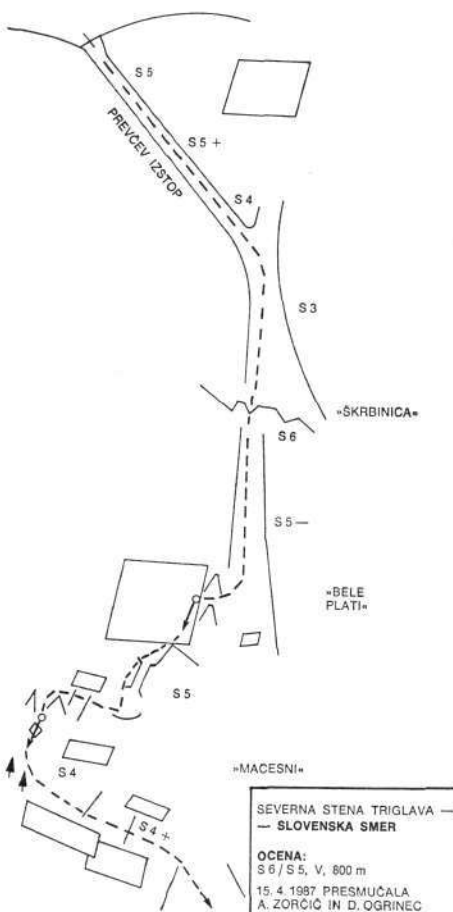 S 5
S 5 +
PREVČEV IZSTOP
S 4
S 3
»ŠKRBINICA«
S 6
S 5 —
»BELE
PLATI«
S 5
S 4
»MACESNI«
S 4 +
SEVERNA STENA TRIGLAVA —
— SLOVENSKA SMER
OCENA:
S 6 / S 5, V, 800 m
15. 4. 1987 PRESMUČALA
A. ZORČIČ IN D. OGRINEC